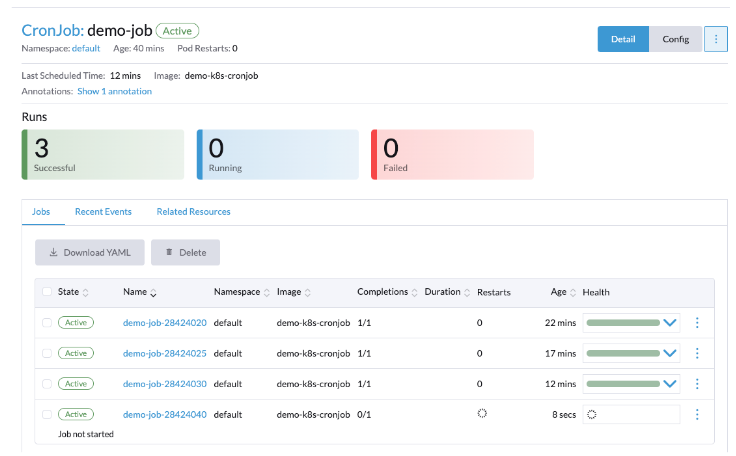 CronJob: demo-job Active
Namespace: default Age: 40 mins Pod Restarts: 0
Detail
Config
Last Scheduled Time: 12 mins Image: demo-k8s-cronjob
Annotations: Show 1 annotation
Runs
3
Successful
0
Running
0
Failed
Jobs Recent Events Related Resources
Download YAML Delete
State Name Namespace Image Completions Duration Restarts Age Health
Active demo-job-28424020 default demo-k8s-cronjob 1/1 0 22 mins
Active demo-job-28424025 default demo-k8s-cronjob 1/1 0 17 mins
Active demo-job-28424030 default demo-k8s-cronjob 1/1 0 12 mins
Active demo-job-28424040 default demo-k8s-cronjob 0/1 8 secs
Job not started